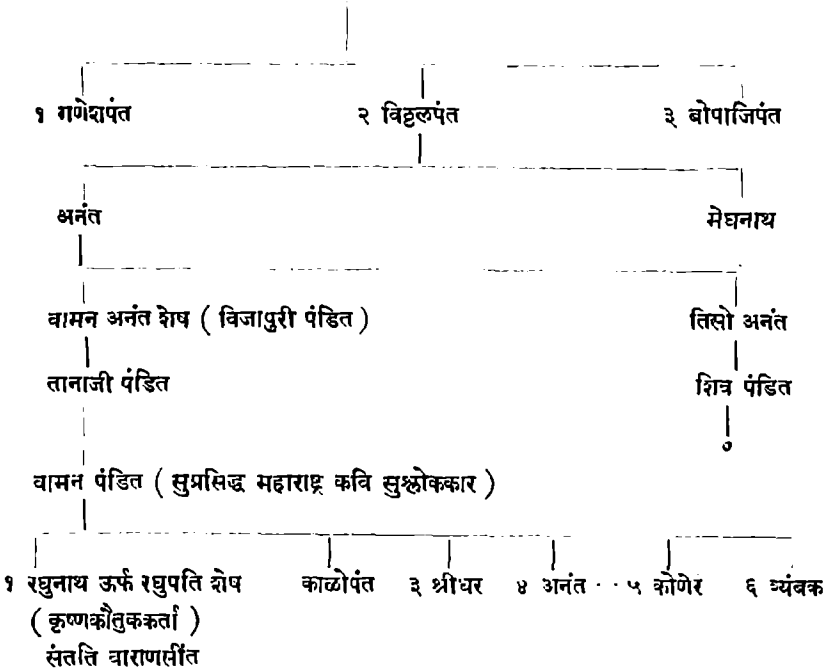 १ गणेशपंत २ विठ्ठलपंत ३ बोपाजिपंत
अनंत मेघनाथ
वामन अनंत शेष ( विजापुरी पंडित ) तिसो अनंत
तानाजी पंडित शिव पंडित
०
वामन पंडित ( सुप्रसिद्ध महाराष्ट्र कवि सुश्लोककार )
१ रघुनाथ ऊर्फ रघुपति शेष काळोपंत ३ श्रीधर ४ अनंत ५ कोणेर ६ त्र्यंबक
( कृष्णकौतुककर्ता )
संतति वाराणसींत